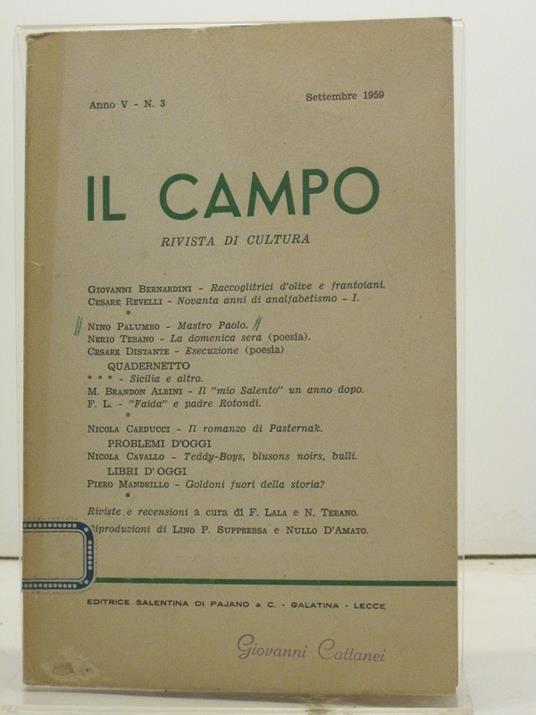 Anno V - N. 3 Settembre 1959
IL CAMPO
RIVISTA DI CULTURA
GIOVANNI BERNARDINI - Raccoglitrici d'olive e frantoiani.
CESARE REVELLI - Novanta anni di analfabetismo - I.
*
NINO PALUMBO - Mastro Paolo.
NERIO TEBANO - La domenica sera (poesia).
CESARE DISTANTE - Esecuzione (poesia)
QUADERNETTO
* * * - Sicilia e altro.
M. BRANDON ALBINI - Il "mio Salento" un anno dopo.
F. L. - "Faida" e padre Rotondi.
*
NICOLA CARDUCCI - Il romanzo di Pasternak.
PROBLEMI D'OGGI
NICOLA CAVALLO - Teddy-Boys, blusons noirs, bulli.
LIBRI D'OGGI
PIERO MANDRILLO - Goldoni fuori della storia?
*
Riviste e recensioni a cura di F. LALA e N. TEBANO.
Riproduzioni di LINO P. SUPPRESSA e NULLO D'AMATO.
EDITRICE SALENTINA DI PAJANO & C. - GALATINA - LECCE
Giovanni Cattanei